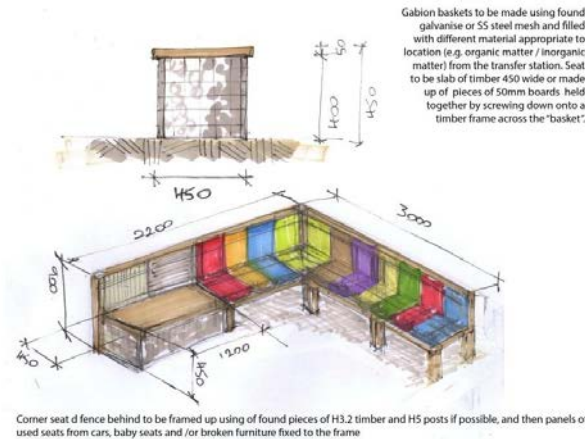 Gabion baskets to be made using found
galvanise or SS steel mesh and filled
with different material appropriate to
location (e.g. organic matter / inorganic
matter) from the transfer station. Seat
to be slab of timber 450 wide or made
up of pieces of 50mm boards held
together by screwing down onto a
timber frame across the "basket".
50
400
450
450
2200
3000
900
450
450
1200
Corner seat d fence behind to be framed up using of found pieces of H3.2 timber and H5 posts if possible, and then panels of
used seats from cars, baby seats and /or broken furniture fixed to the frame